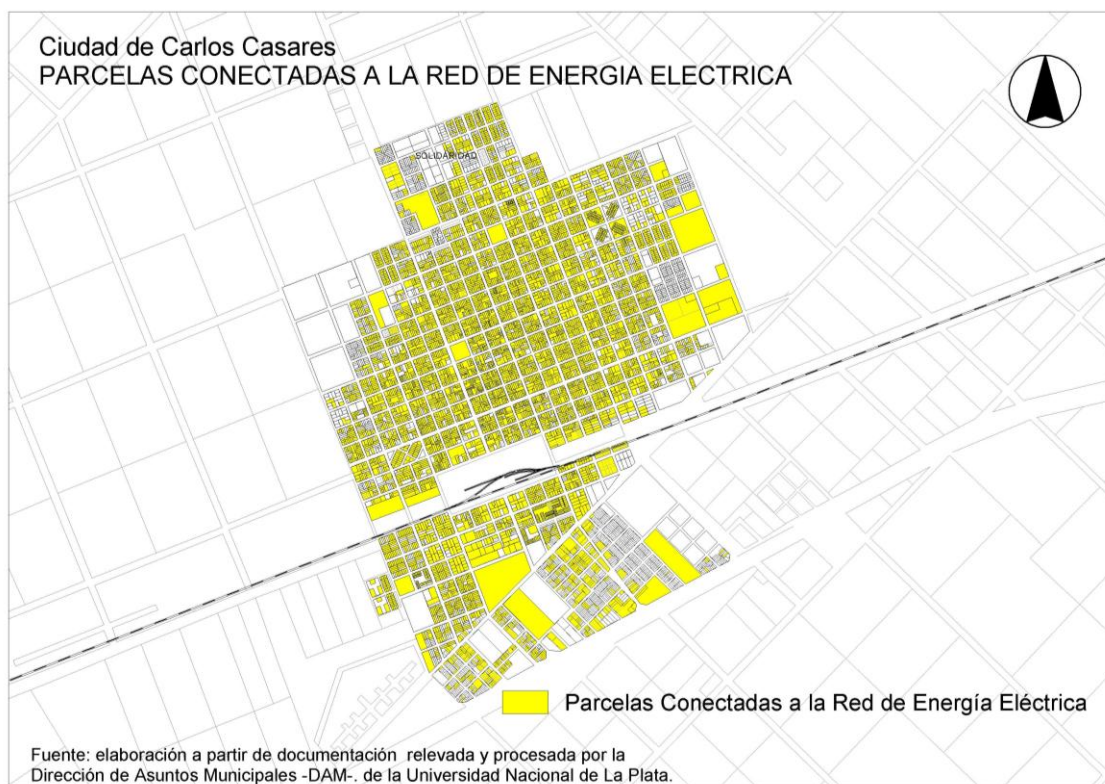 Ciudad de Carlos Casares
PARCELAS CONECTADAS A LA RED DE ENERGIA ELECTRICA
SOLIDARIDAD
Parcelas Conectadas a la Red de Energía Eléctrica
Fuente: elaboración a partir de documentación relevada y procesada por la
Dirección de Asuntos Municipales -DAM-. de la Universidad Nacional de La Plata.